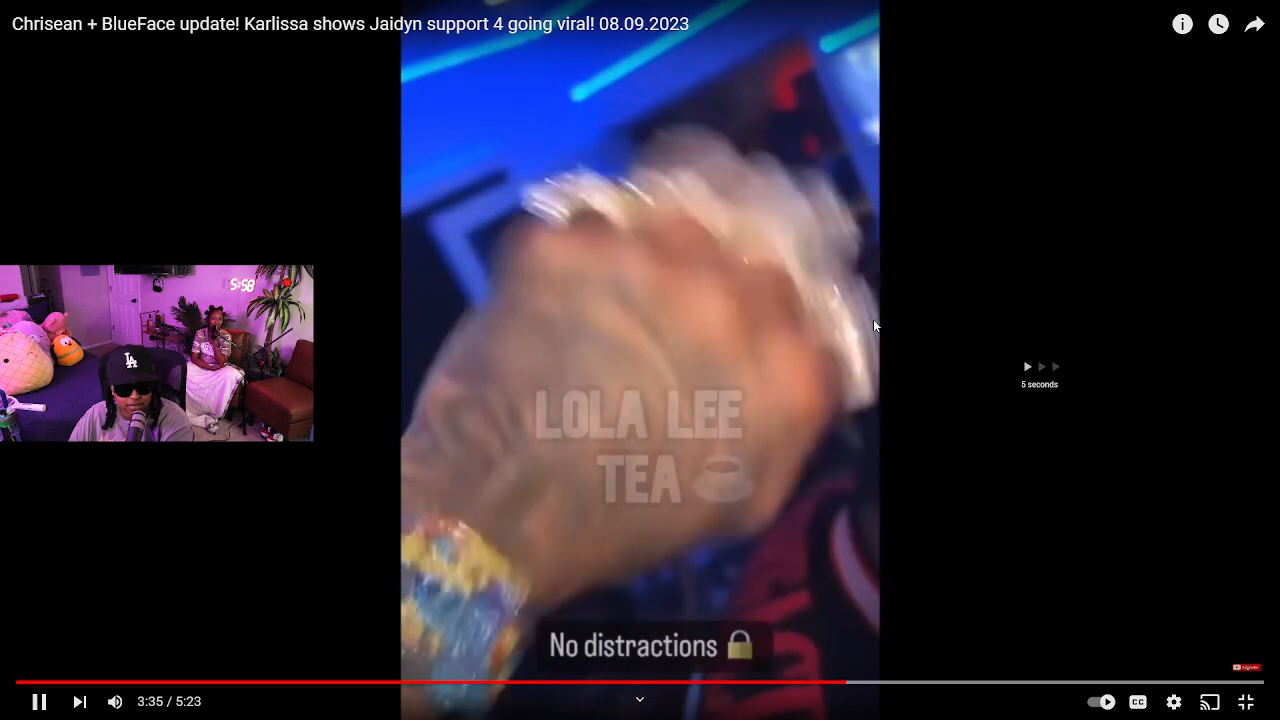 Chrisean + BlueFace update! Karlissa shows Jaidyn support 4 going viral! 08.09.2023
5:58
LA
5 seconds
LOLA LEE
TEA
No distractions
3:35 / 5:23
CC